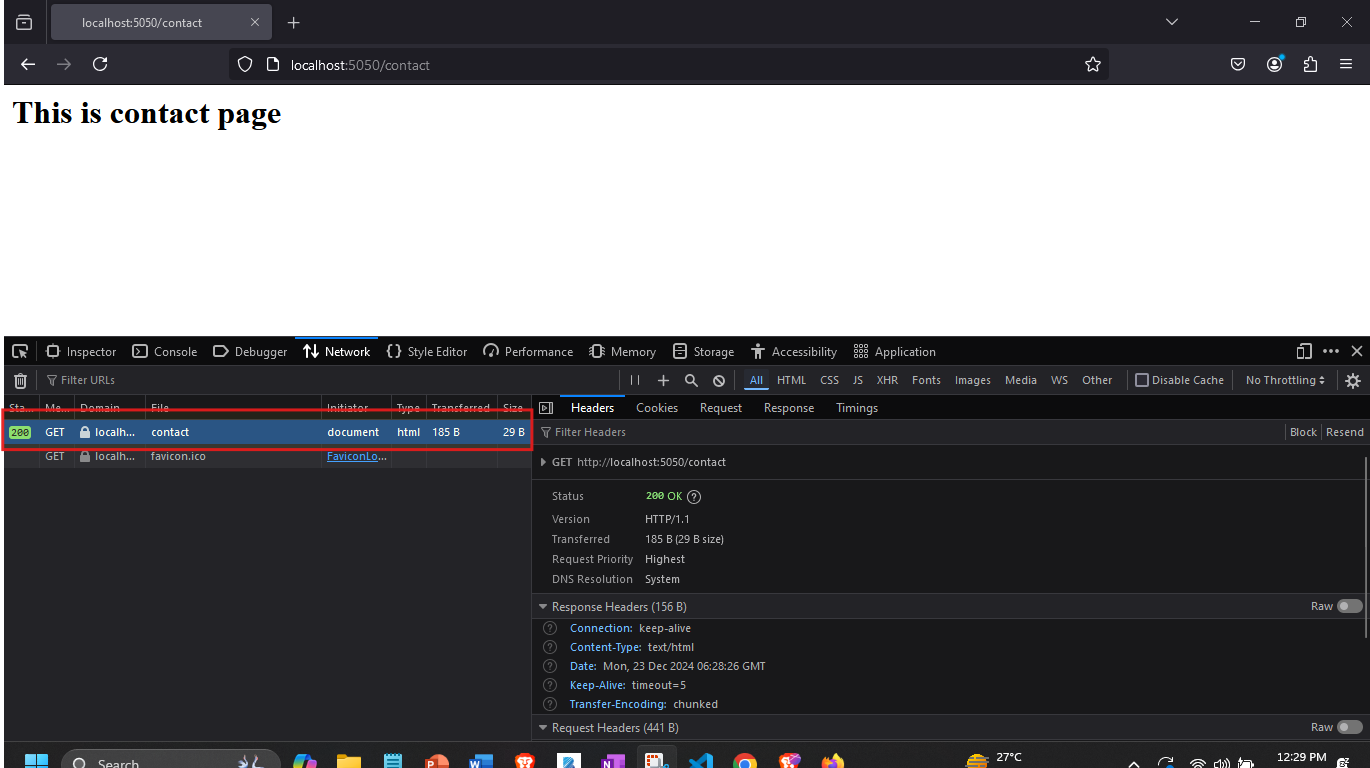 localhost:5050/contact
localhost:5050/contact
This is contact page
Inspector Console Debugger Network Style Editor Performance Memory Storage Accessibility Application
Filter URLs All HTML CSS JS XHR Fonts Images Media WS Other Disable Cache No Throttling
Sta... Me... Domain File Initiator Type Transferred Size
200 GET localh... contact document html 185 B 29 B
GET localh... favicon.ico FaviconLo...
Headers Cookies Request Response Timings
Filter Headers Block Resend
GET http://localhost:5050/contact
Status 200 OK ?
Version HTTP/1.1
Transferred 185 B (29 B size)
Request Priority Highest
DNS Resolution System
Response Headers (156 B) Raw
? Connection: keep-alive
? Content-Type: text/html
? Date: Mon, 23 Dec 2024 06:28:26 GMT
? Keep-Alive: timeout=5
? Transfer-Encoding: chunked
Request Headers (441 B) Raw
Search 27°C 12:29 PM